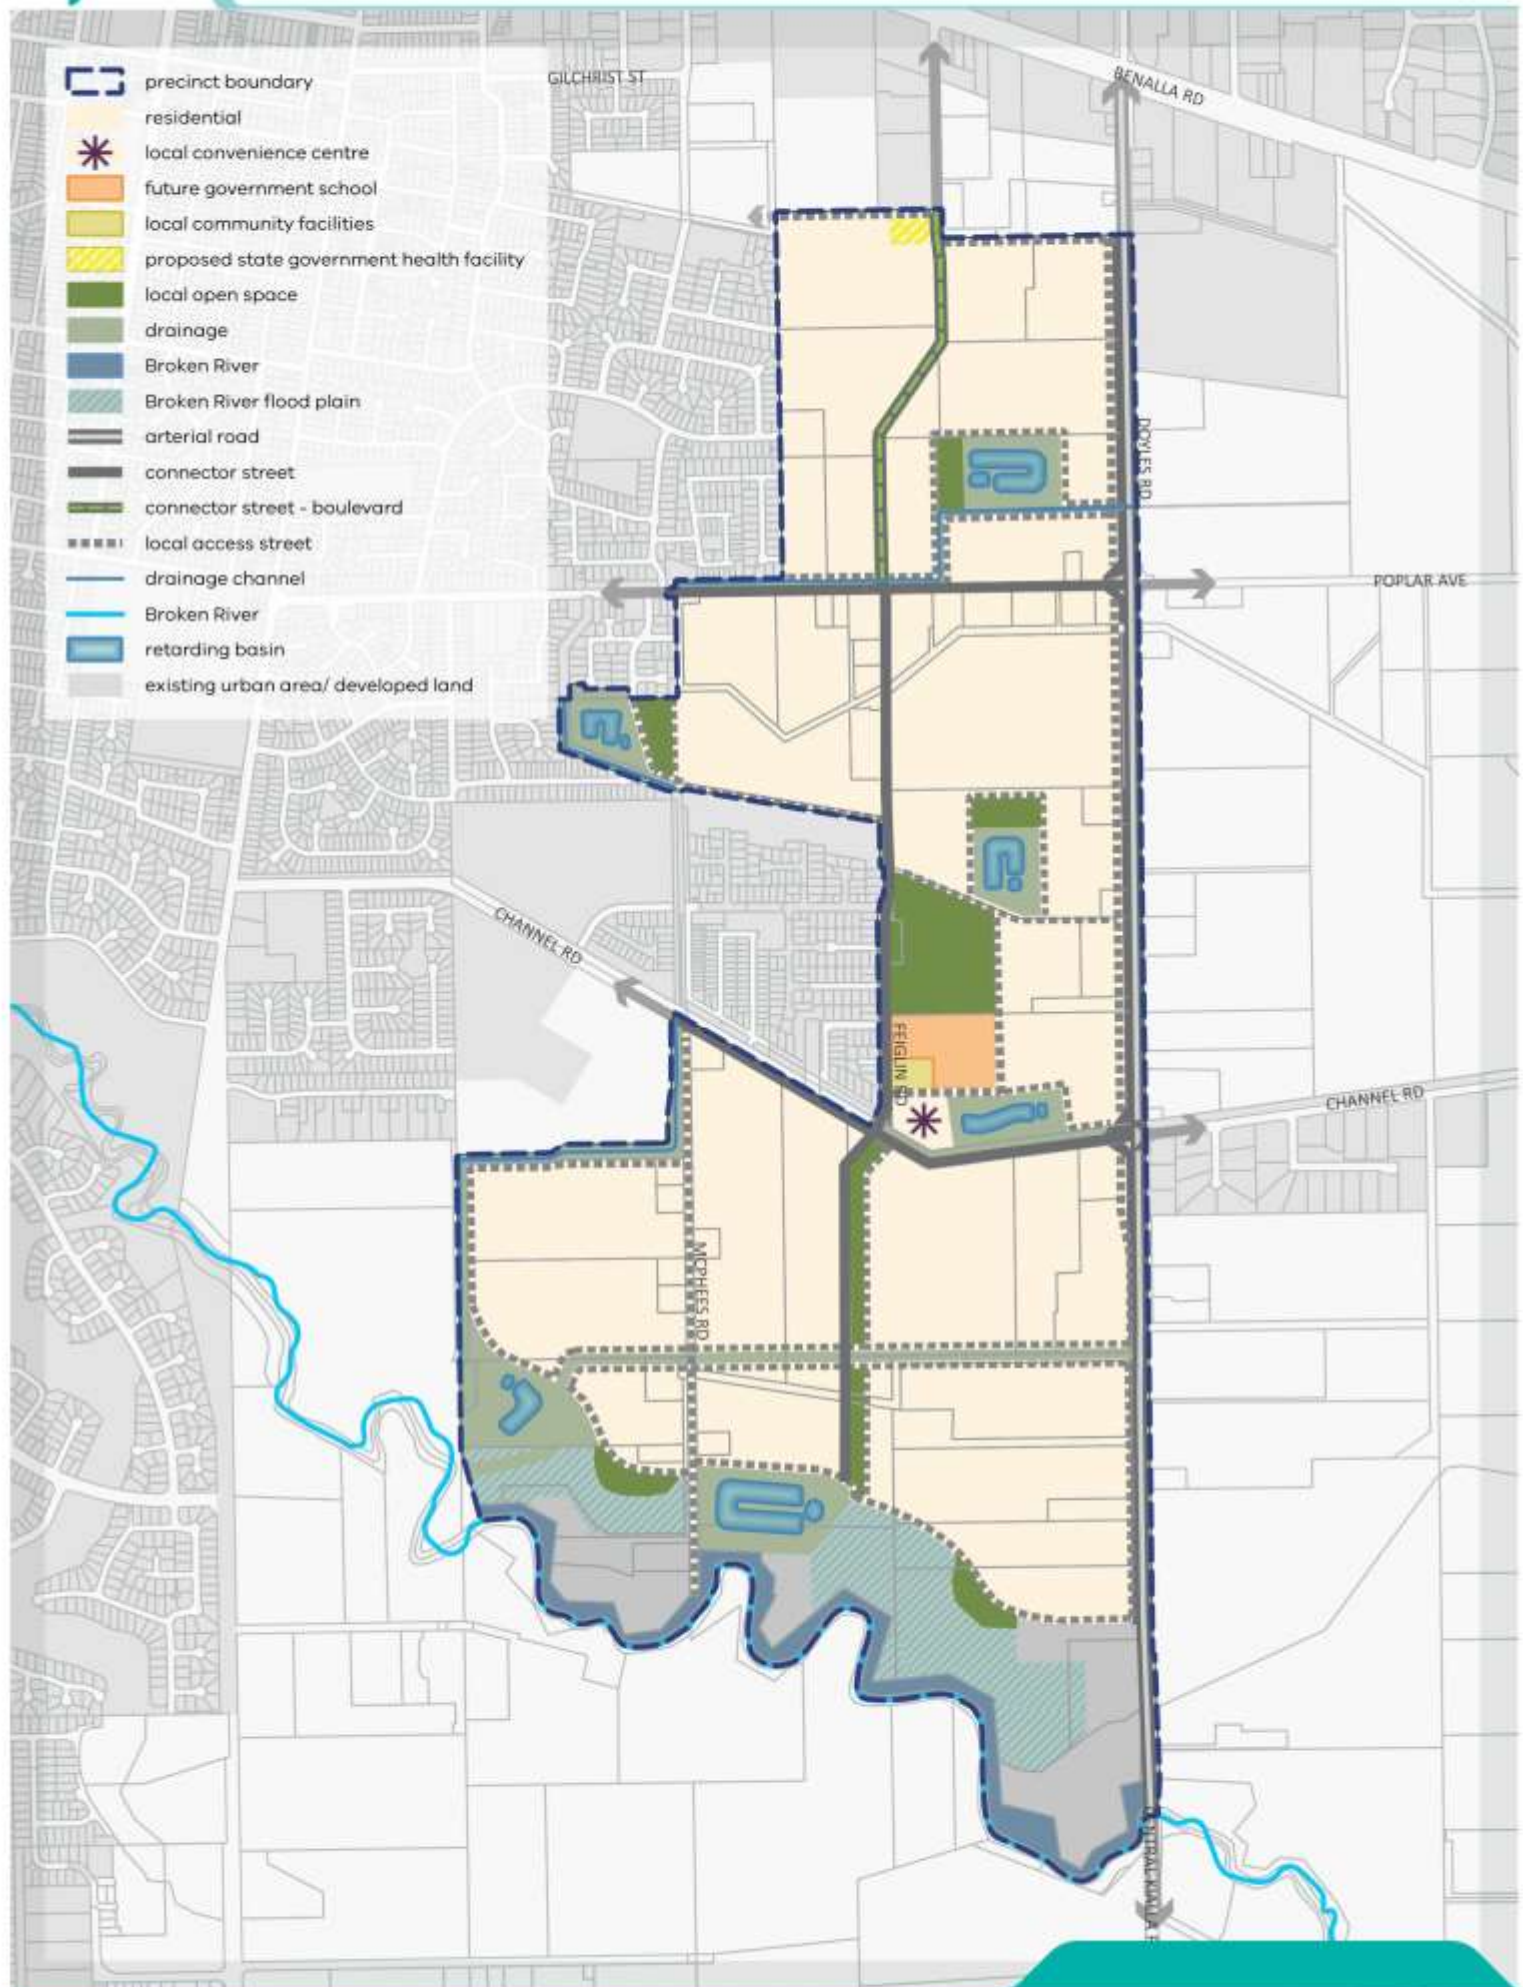 precinct boundary
residential
local convenience centre
future government school
local community facilities
proposed state government health facility
local open space
drainage
Broken River
Broken River flood plain
arterial road
connector street
connector street - boulevard
local access street
drainage channel
Broken River
retarding basin
existing urban area/ developed land
GILCHRIST ST
BENALLA RD
DOYLES RD
POPLAR AVE
CHANNEL RD
FEIGLIN RD
CHANNEL RD
MCPHEES RD
KIALLA